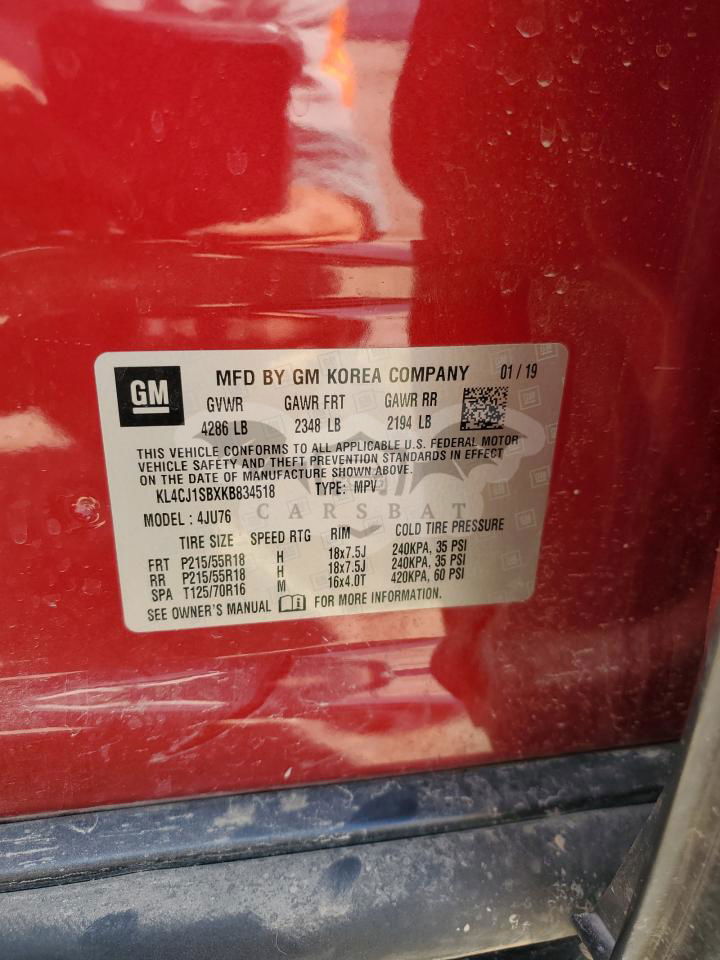 GM
MFD BY GM KOREA COMPANY 01 / 19
GVWR GAWR FRT GAWR RR
4286 LB 2348 LB 2194 LB
THIS VEHICLE CONFORMS TO ALL APPLICABLE U.S. FEDERAL MOTOR
VEHICLE SAFETY AND THEFT PREVENTION STANDARDS IN EFFECT
ON THE DATE OF MANUFACTURE SHOWN ABOVE.
KL4CJ1SBXKB834518 TYPE: MPV
CARSBAT
MODEL : 4JU76
TIRE SIZE SPEED RTG RIM COLD TIRE PRESSURE
FRT P215/55R18 H 18x7.5J 240KPA, 35 PSI
RR P215/55R18 H 18x7.5J 240KPA, 35 PSI
SPA T125/70R16 M 16x4.0T 420KPA, 60 PSI
SEE OWNER'S MANUAL FOR MORE INFORMATION.